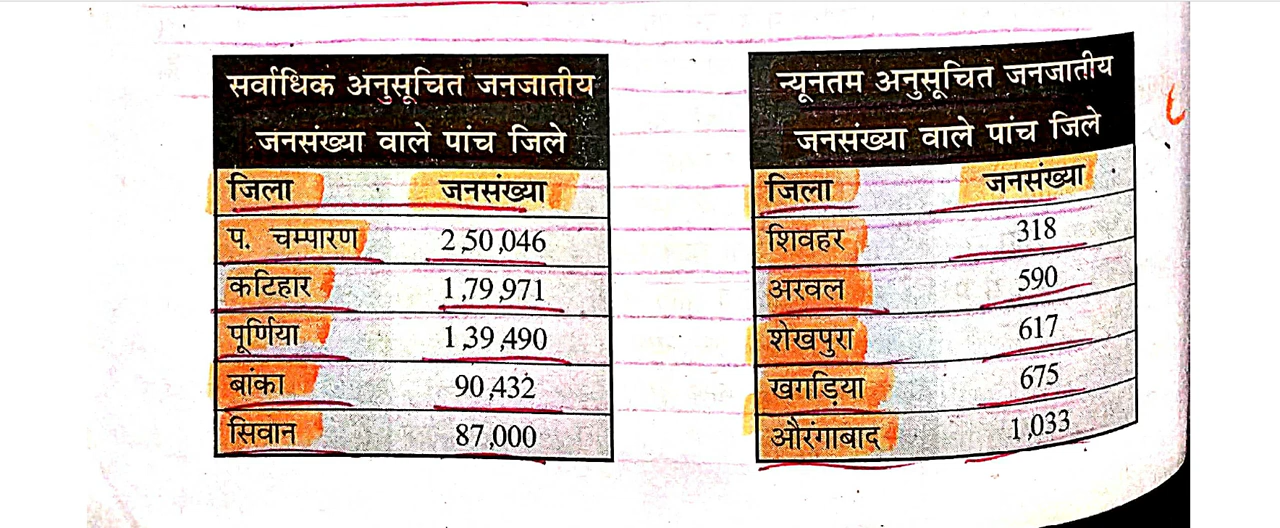 सर्वाधिक अनुसूचित जनजातीय
जनसंख्या वाले पांच जिले
जिला जनसंख्या
प. चम्पारण 2,50,046
कटिहार 1,79,971
पूर्णिया 1,39,490
बांका 90,432
सिवान 87,000
न्यूनतम अनुसूचित जनजातीय
जनसंख्या वाले पांच जिले
जिला जनसंख्या
शिवहर 318
अरवल 590
शेखपुरा 617
खगड़िया 675
औरंगाबाद 1,033